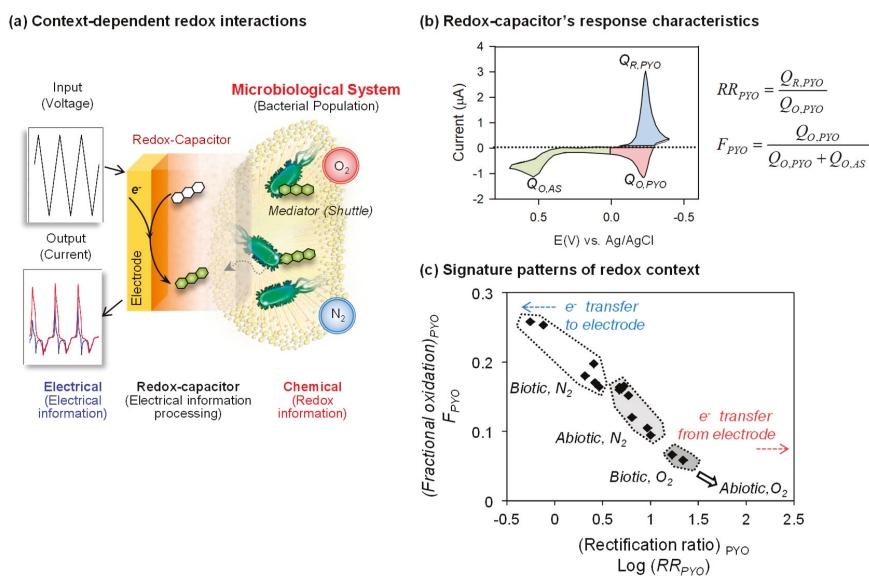 (a) Context-dependent redox interactions
Input
(Voltage)
Microbiological System
(Bacterial Population)
Redox-Capacitor
O2
e-
Mediator (Shuttle)
Output
(Current)
Electrode
N2
Electrical
(Electrical
information)
Redox-capacitor
(Electrical information
processing)
Chemical
(Redox
information)
(b) Redox-capacitor's response characteristics
4
3
2
1
0
-1
-2
Current (µA)
QR,PYO
QO,AS
QO,PYO
0.5
0.0
-0.5
E(V) vs. Ag/AgCl
RRPYO = QR,PYO / QO,PYO
FPYO = QO,PYO / QO,PYO + QO,AS
(c) Signature patterns of redox context
0.3
0.2
0.1
0
(Fractional oxidation)PYO
FPYO
e- transfer
to electrode
Biotic, N2
Abiotic, N2
e- transfer
from electrode
Biotic, O2
Abiotic,O2
-0.5
0
0.5
1
1.5
2
2.5
(Rectification ratio) PYO
Log (RRPYO)